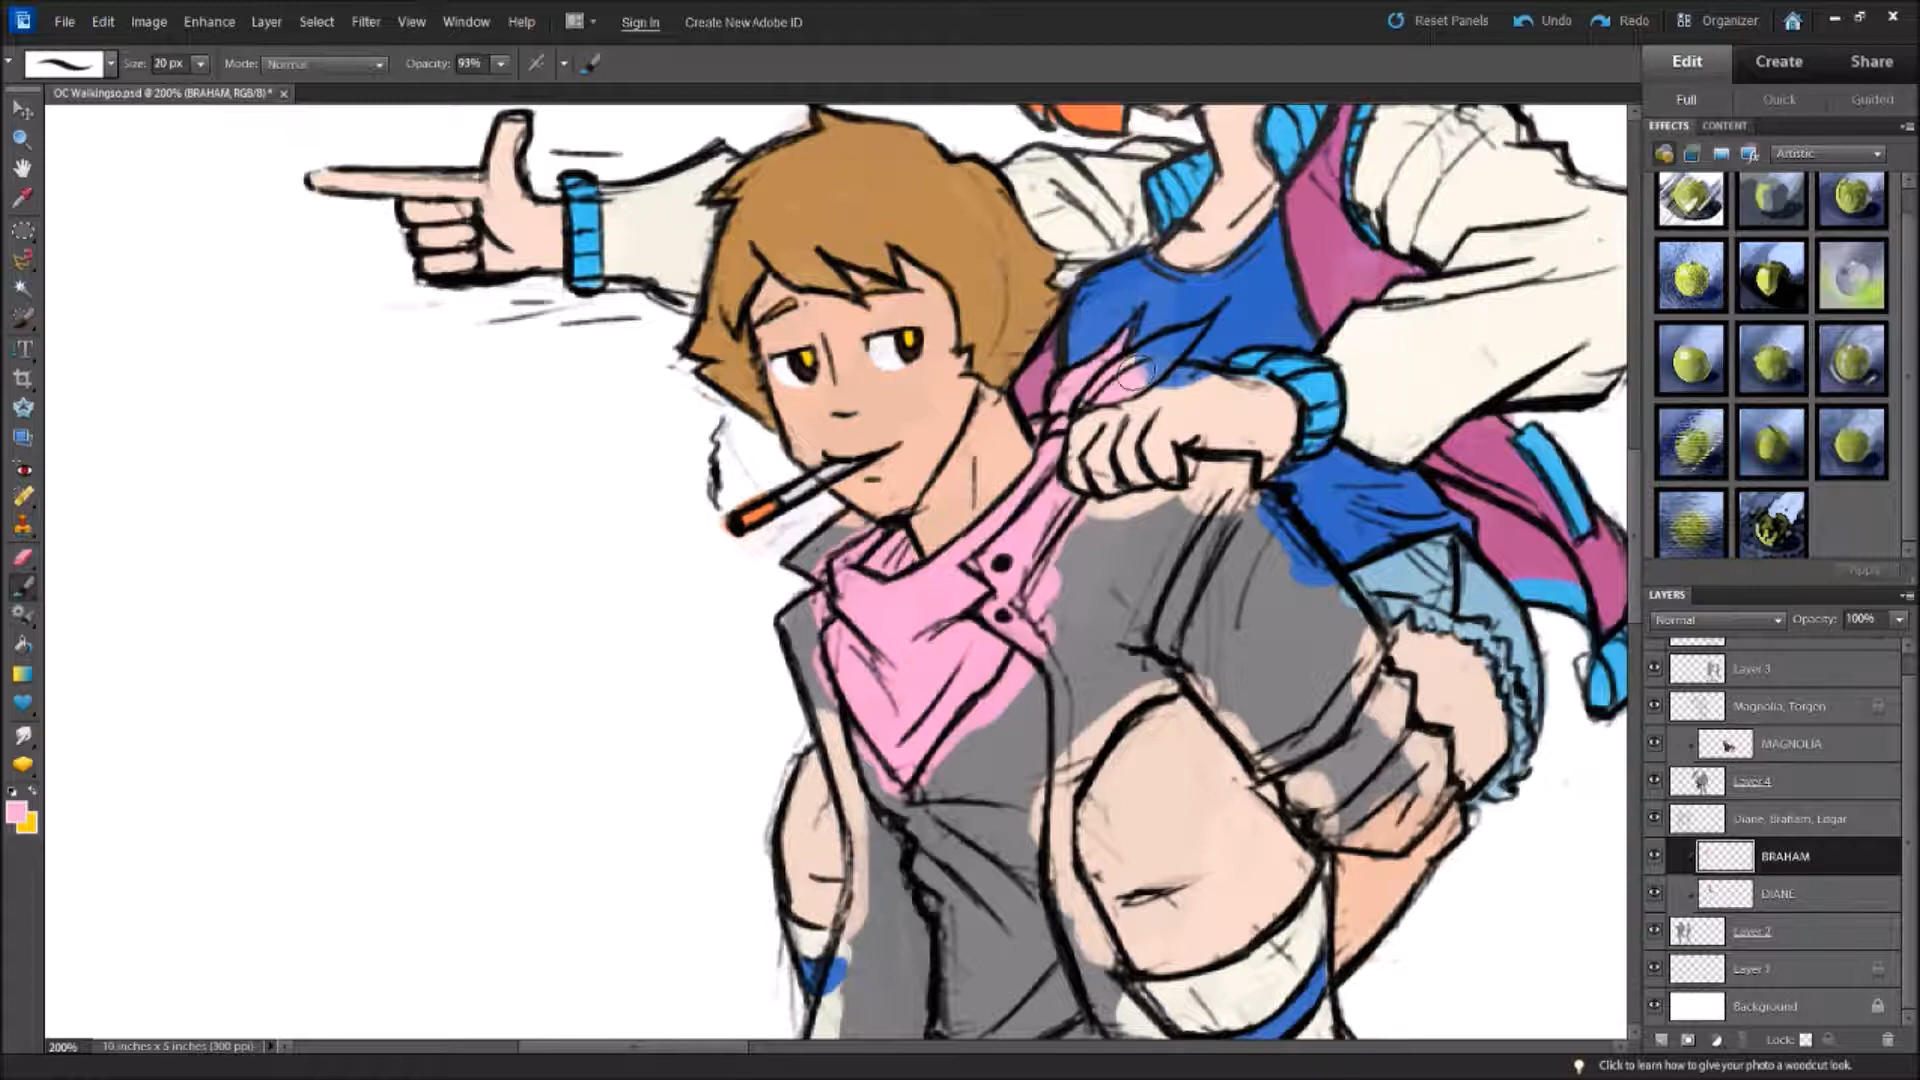 File Edit Image Enhance Layer Select Filter View Window Help Sign In Create New Adobe ID Reset Panels Undo Redo Organizer
Size: 20 px Mode: Normal Opacity: 93%
Edit Create Share
OC Walkingso.psd @ 200% (BRAHAM, RGB/8) * ×
Full Quick Guided
EFFECTS CONTENT
Artistic
Apply
LAYERS
Normal Opacity: 100%
Layer 3
Magnolia, Torgen
MAGNOLIA
Layer 4
Diane, Braham, Edgar
BRAHAM
DIANE
Layer 2
Layer 1
Background
Lock:
200% 10 inches x 5 inches (300 ppi)
Click to learn how to give your photo a woodcut look.